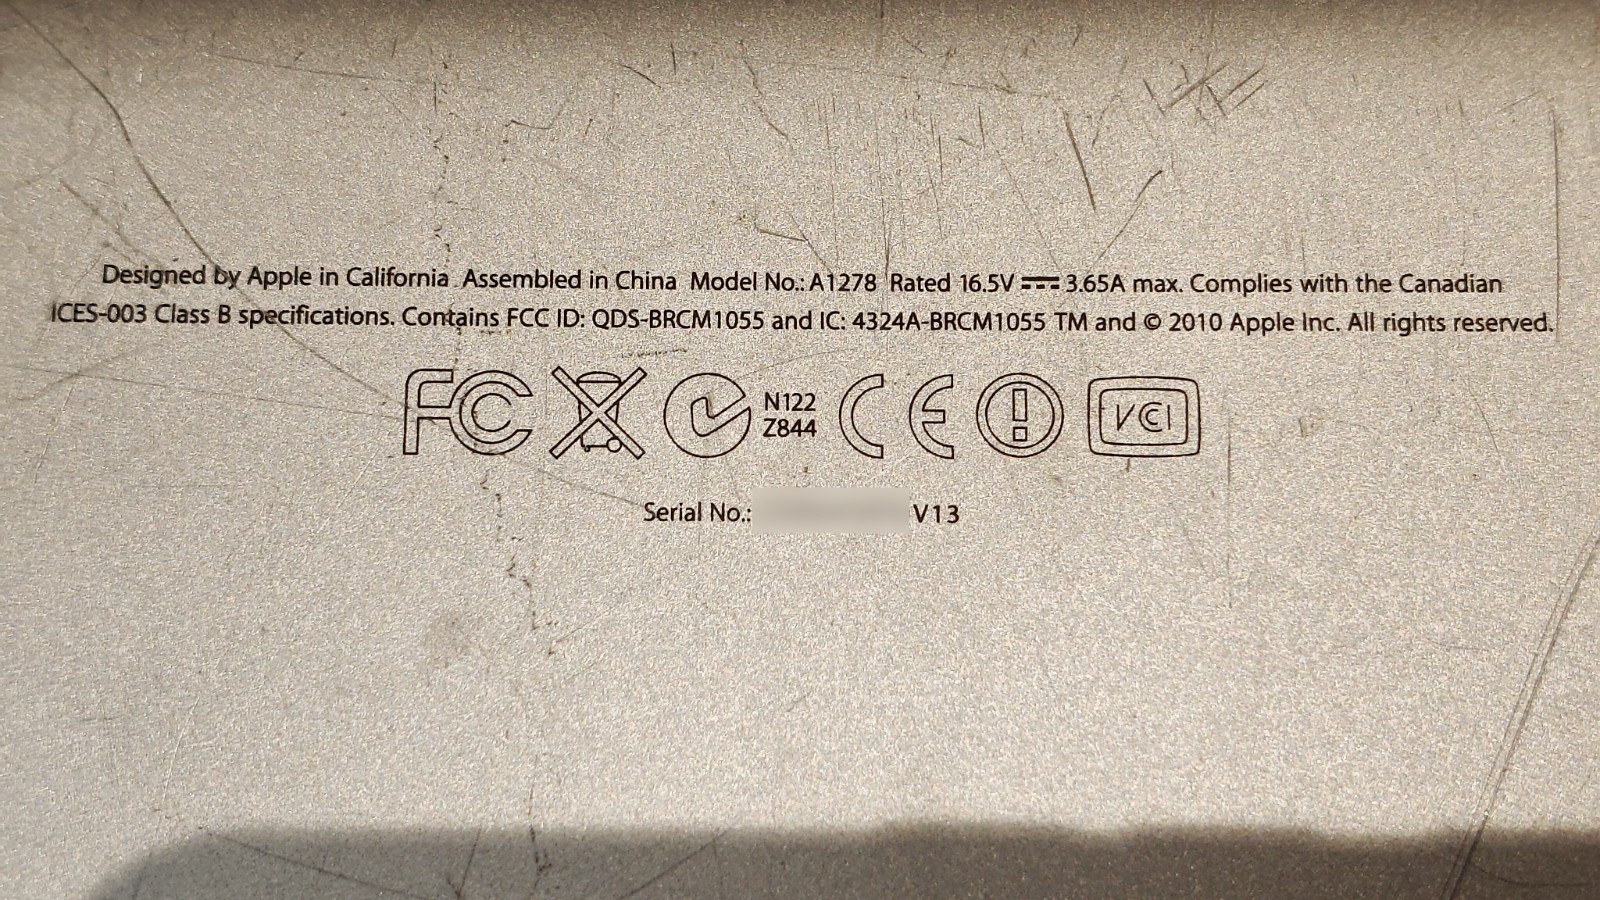 Designed by Apple in California Assembled in China Model No.: A1278 Rated 16.5V ⎓ 3.65A max. Complies with the Canadian
ICES-003 Class B specifications. Contains FCC ID: QDS-BRCM1055 and IC: 4324A-BRCM1055 TM and © 2010 Apple Inc. All rights reserved.
FC N122 CE VCI
Z844
Serial No.: V13